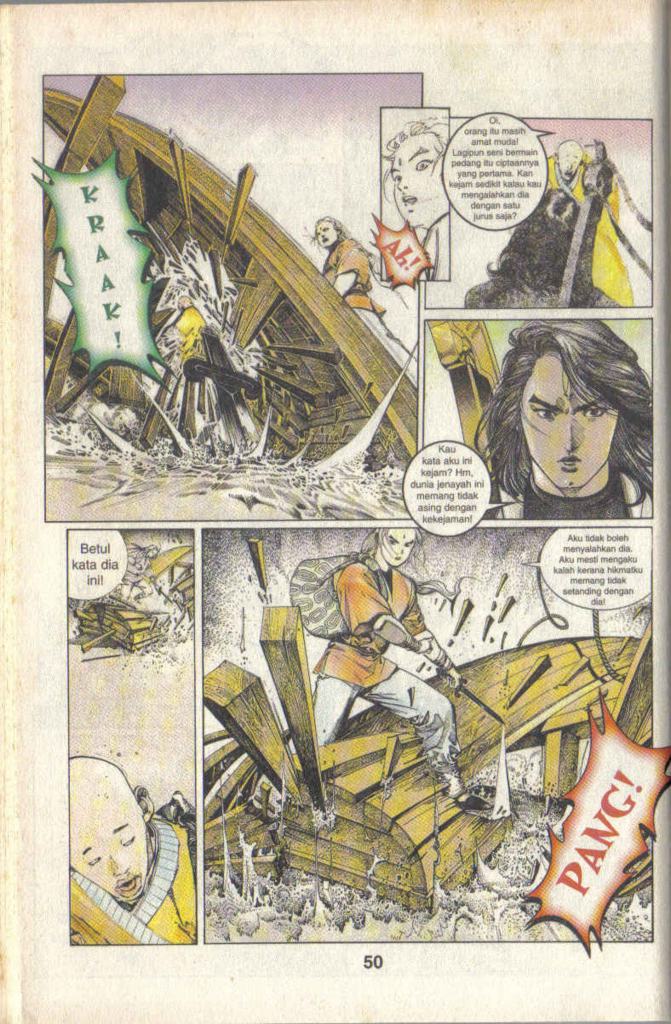 KRAAK!
Ah!
Oi,
orang itu masih
amat muda!
Lagipun seni bermain
pedang itu ciptaannya
yang pertama. Kan
kejam sedikit kalau kau
mengalahkan dia
dengan satu
jurus saja?
Kau
kata aku ini
kejam? Hm,
dunia jenayah ini
memang tidak
asing dengan
kekejaman!
Betul
kata dia
ini!
Aku tidak boleh
menyalahkan dia.
Aku mesti mengaku
kalah kerana hikmatku
memang tidak
setanding dengan
dia!
PANG!
50